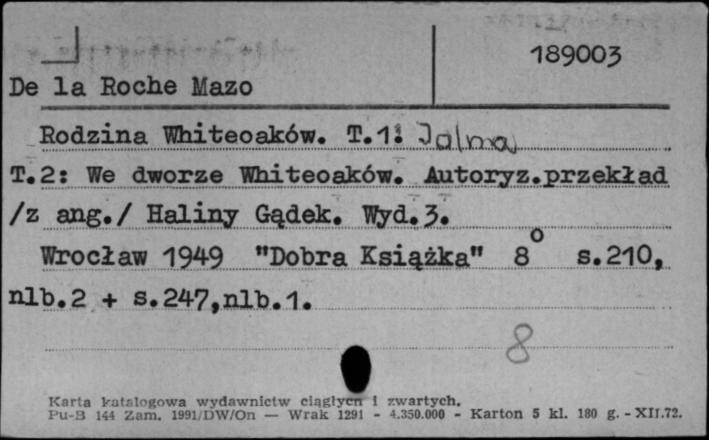 189003
De la Roche Mazo
Rodzina Whiteoaków. T.1: Jalna
T.2: We dworze Whiteoaków. Autoryz.przekład
/z ang./ Haliny Gądek. Wyd.3.
Wrocław 1949 "Dobra Książka" 8° s.210,
nlb.2 + s.247,nlb.1.
8
Karta katalogowa wydawnictw ciągłych i zwartych.
Pu-B 144 Zam. 1991/DW/On — Wrak 1291 - 4.350.000 - Karton 5 kl. 180 g. - XII.72.